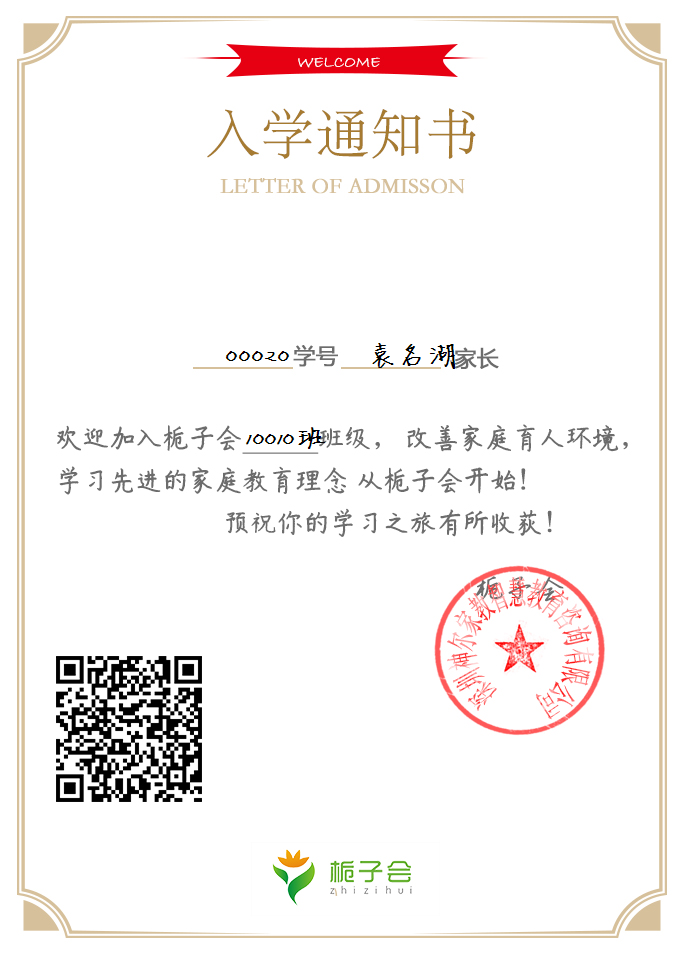 WELCOME
入学通知书
LETTER OF ADMISSON
00020学号 袁名湖家长
欢迎加入栀子会10010班班级， 改善家庭育人环境，
学习先进的家庭教育理念 从栀子会开始！
预祝你的学习之旅有所收获！
栀子会
深圳神尔家教智慧教育咨询有限公司
栀子会
zhizihui